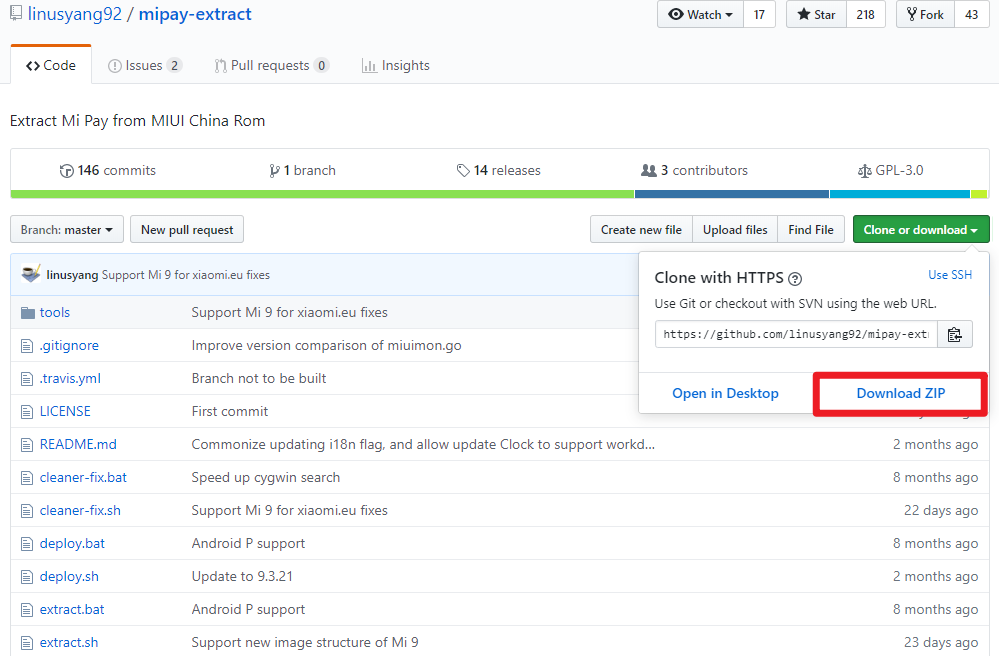 linusyang92 / mipay-extract
Watch 17 Star 218 Fork 43
Code Issues 2 Pull requests 0 Insights
Extract Mi Pay from MIUI China Rom
146 commits 1 branch 14 releases 3 contributors GPL-3.0
Branch: master New pull request Create new file Upload files Find File Clone or download
linusyang Support Mi 9 for xiaomi.eu fixes
Clone with HTTPS ? Use SSH
Use Git or checkout with SVN using the web URL.
https://github.com/linusyang92/mipay-ext
Open in Desktop Download ZIP
tools Support Mi 9 for xiaomi.eu fixes
.gitignore Improve version comparison of miuimon.go
.travis.yml Branch not to be built
LICENSE First commit
README.md Commonize updating i18n flag, and allow update Clock to support workd... 2 months ago
cleaner-fix.bat Speed up cygwin search 8 months ago
cleaner-fix.sh Support Mi 9 for xiaomi.eu fixes 22 days ago
deploy.bat Android P support 8 months ago
deploy.sh Update to 9.3.21 2 months ago
extract.bat Android P support 8 months ago
extract.sh Support new image structure of Mi 9 23 days ago